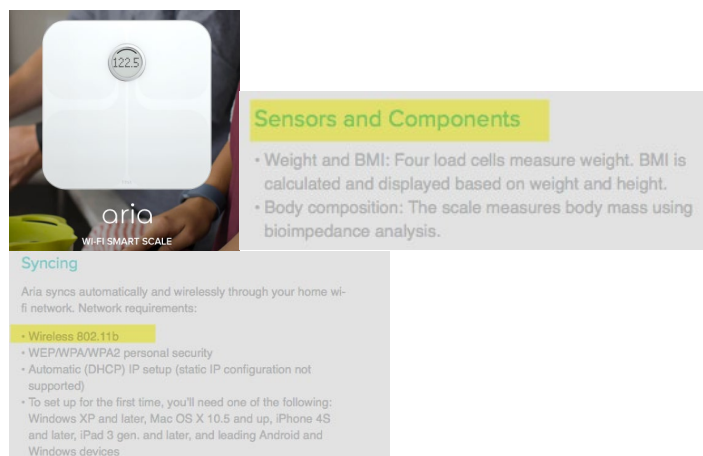 122.5
aria
WI-FI SMART SCALE
Sensors and Components
• Weight and BMI: Four load cells measure weight. BMI is
calculated and displayed based on weight and height.
• Body composition: The scale measures body mass using
bioimpedance analysis.
Syncing
Aria syncs automatically and wirelessly through your home wi-
fi network. Network requirements:
• Wireless 802.11b
• WEP/WPA/WPA2 personal security
• Automatic (DHCP) IP setup (static IP configuration not
supported)
• To set up for the first time, you'll need one of the following:
Windows XP and later, Mac OS X 10.5 and up, iPhone 4S
and later, iPad 3 gen. and later, and leading Android and
Windows devices